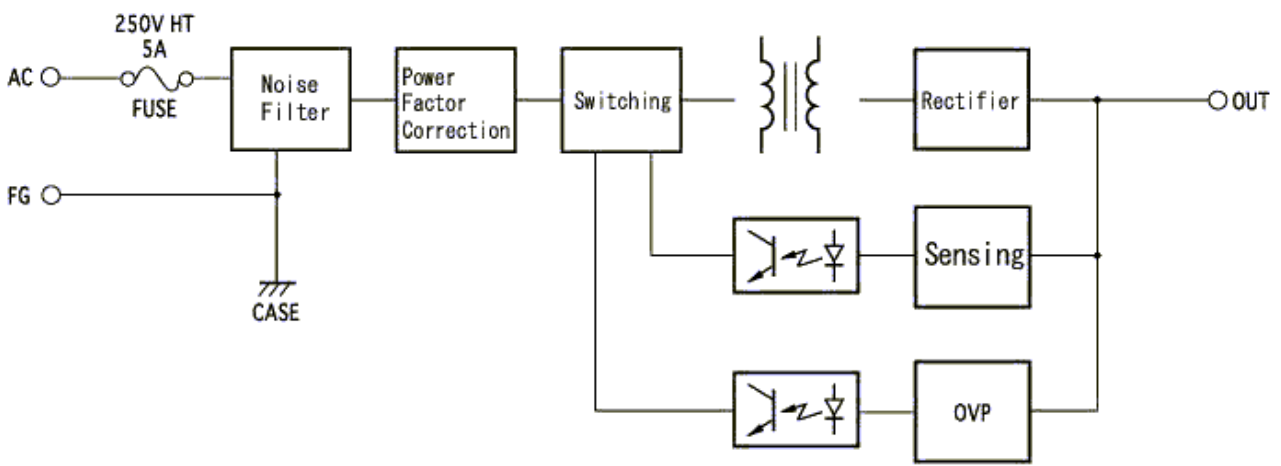 250V HT
5A
AC
FUSE
Noise
Filter
Power
Factor
Correction
Switching
Rectifier
OUT
FG
CASE
Sensing
OVP